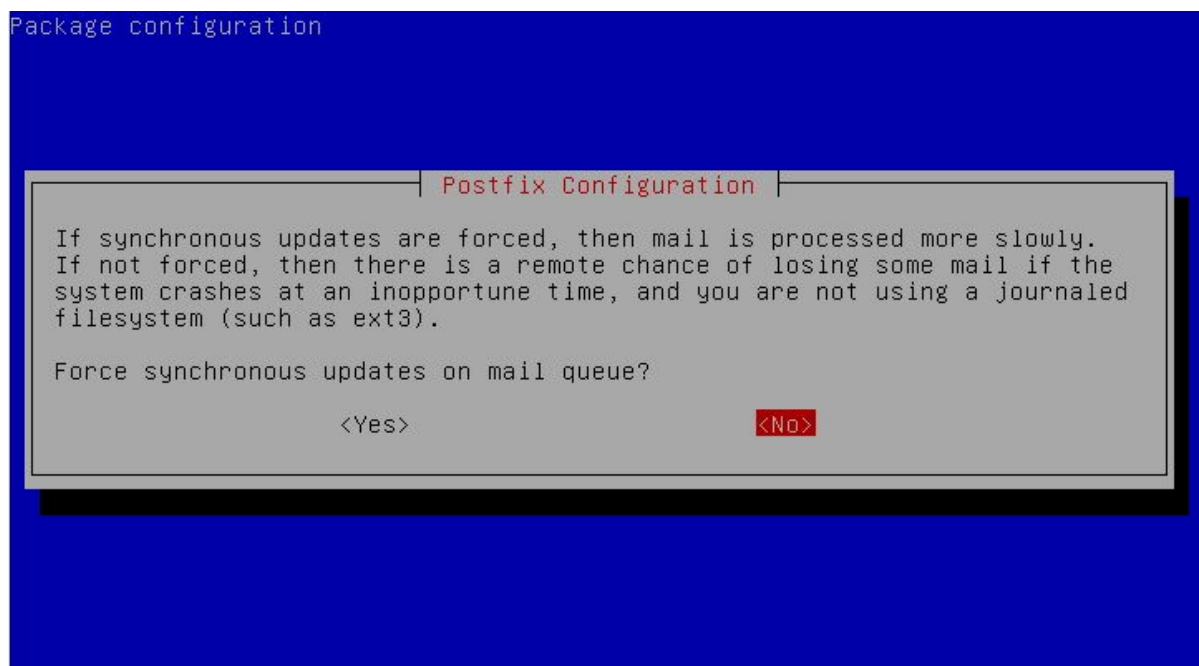 Package configuration
Postfix Configuration
If synchronous updates are forced, then mail is processed more slowly.
If not forced, then there is a remote chance of losing some mail if the
system crashes at an inopportune time, and you are not using a journaled
filesystem (such as ext3).
Force synchronous updates on mail queue?
<Yes> <No>